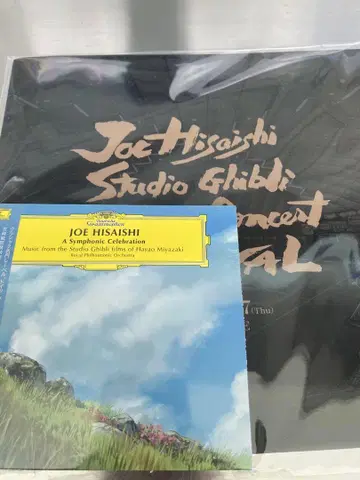 Joe Hisaishi
Studio Ghibli
Concert
AL
7 (Thu)
Deutsche
Grammophon
JOE HISAISHI
A Symphonic Celebration
Music from the Studio Ghibli films of Hayao Miyazaki
Royal Philharmonic Orchestra